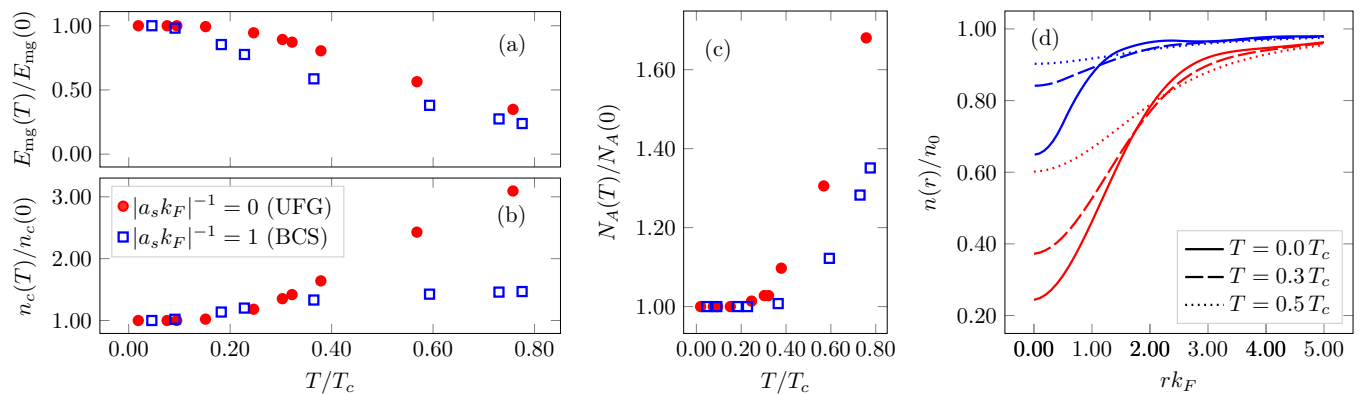 1.00
0.50
0.00
E_mg(T)/E_mg(0)
(a)
3.00
2.00
1.00
n_c(T)/n_c(0)
(b)
|a_s k_F|^−1 = 0 (UFG)
|a_s k_F|^−1 = 1 (BCS)
0.00 0.20 0.40 0.60 0.80
T/T_c
(c)
1.60
1.40
1.20
1.00
N_A(T)/N_A(0)
0.00 0.20 0.40 0.60 0.80
T/T_c
(d)
1.00
0.80
0.60
0.40
0.20
n(r)/n_0
T = 0.0 T_c
T = 0.3 T_c
T = 0.5 T_c
0.00 1.00 2.00 3.00 4.00 5.00
rk_F